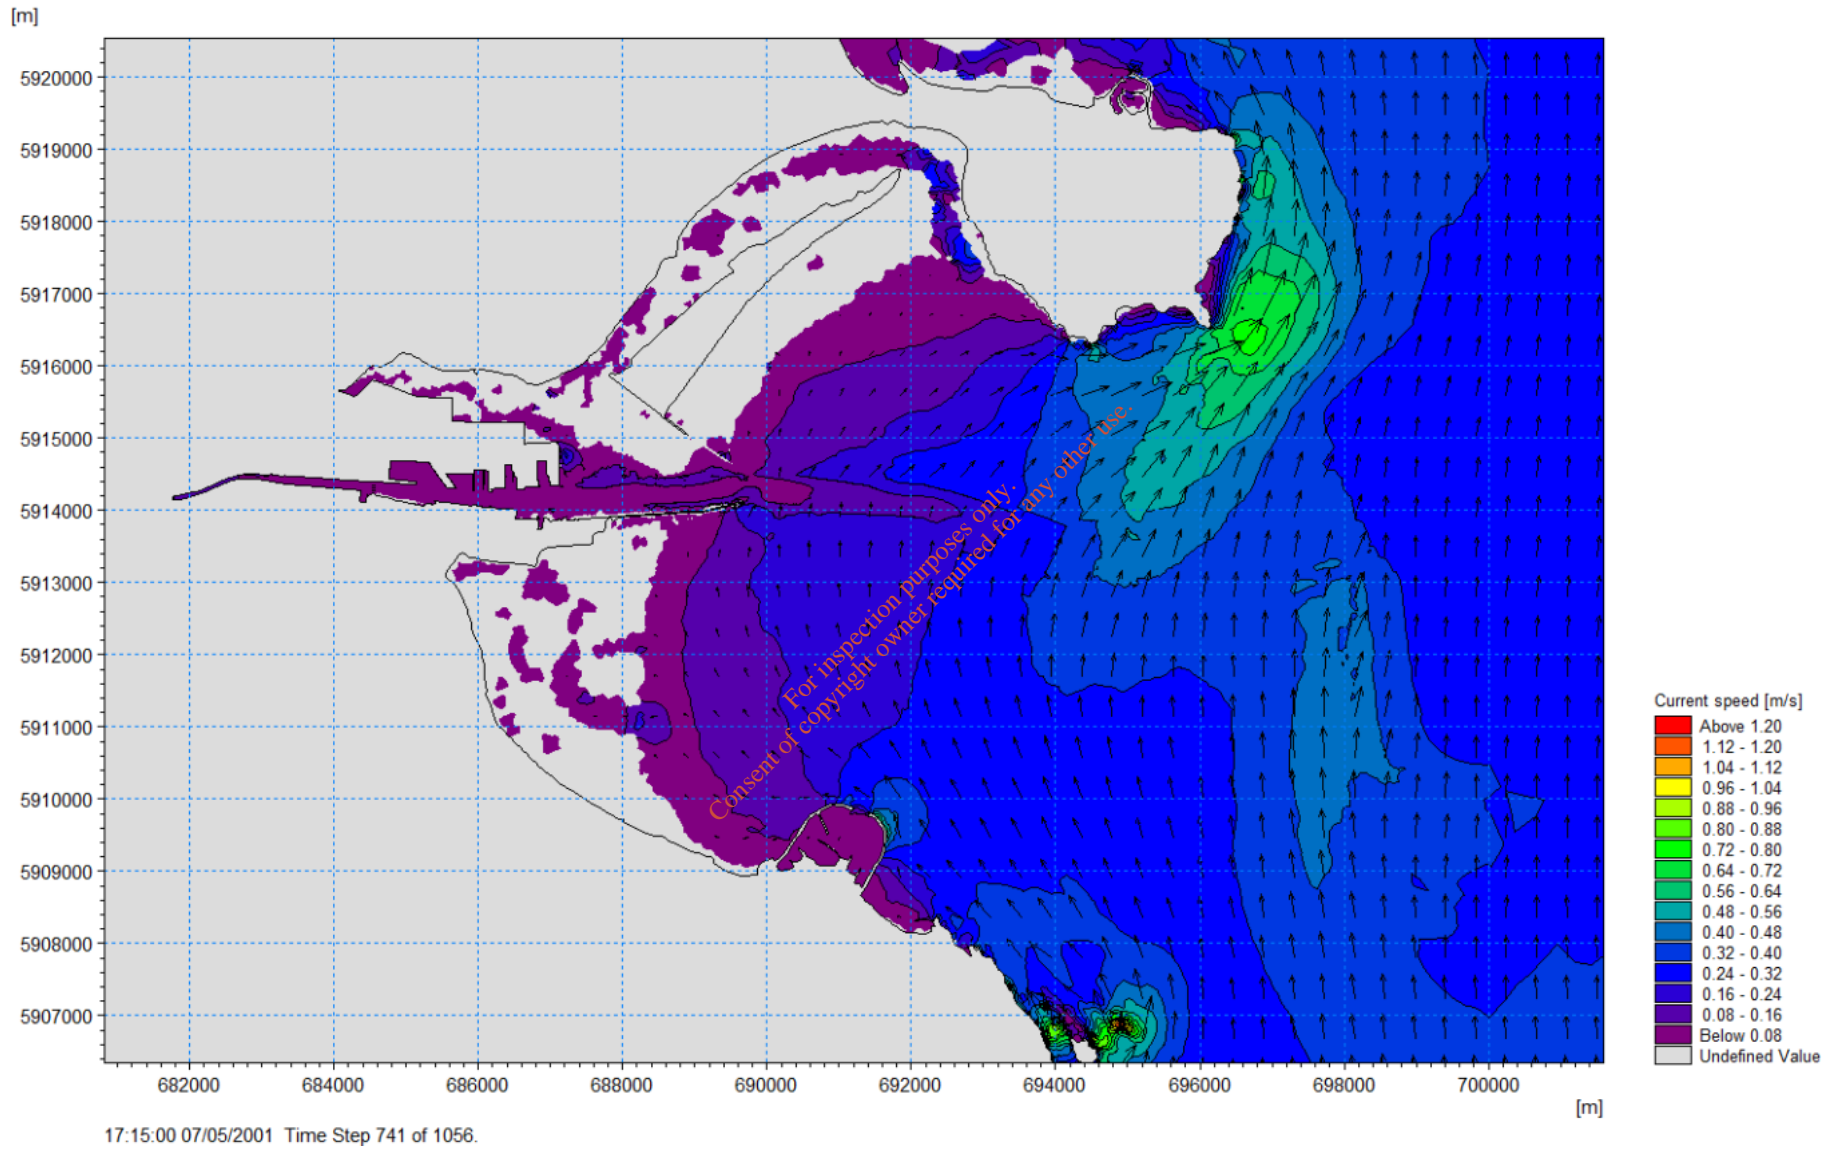 [m]
5920000
5919000
5918000
5917000
5916000
5915000
5914000
5913000
5912000
5911000
5910000
5909000
5908000
5907000
682000 684000 686000 688000 690000 692000 694000 696000 698000 700000
[m]
For inspection purposes only.
Consent of copyright owner required for any other use.
Current speed [m/s]
Above 1.20
1.12 - 1.20
1.04 - 1.12
0.96 - 1.04
0.88 - 0.96
0.80 - 0.88
0.72 - 0.80
0.64 - 0.72
0.56 - 0.64
0.48 - 0.56
0.40 - 0.48
0.32 - 0.40
0.24 - 0.32
0.16 - 0.24
0.08 - 0.16
Below 0.08
Undefined Value
17:15:00 07/05/2001 Time Step 741 of 1056.